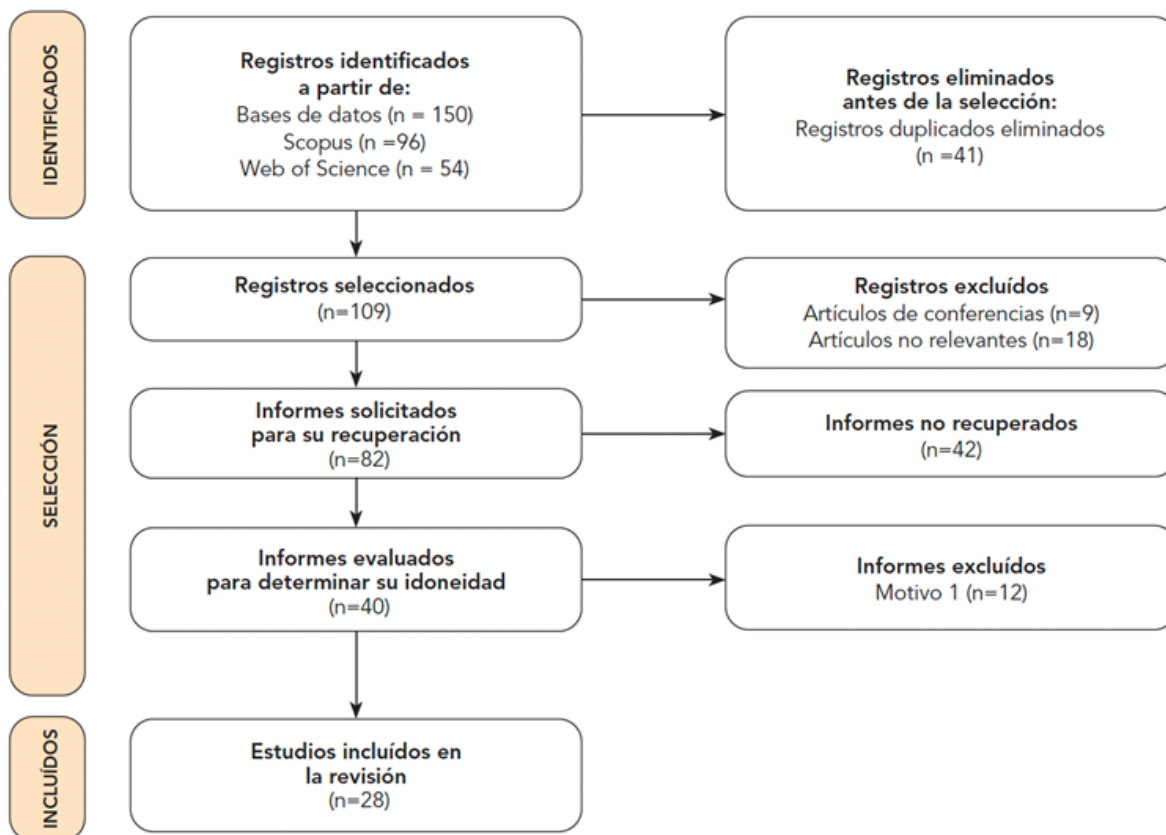 IDENTIFICADOS
Registros identificados
a partir de:
Bases de datos (n = 150)
Scopus (n =96)
Web of Science (n = 54)
Registros eliminados
antes de la selección:
Registros duplicados eliminados
(n =41)
SELECCIÓN
Registros seleccionados
(n=109)
Registros excluídos
Artículos de conferencias (n=9)
Artículos no relevantes (n=18)
Informes solicitados
para su recuperación
(n=82)
Informes no recuperados
(n=42)
Informes evaluados
para determinar su idoneidad
(n=40)
Informes excluídos
Motivo 1 (n=12)
INCLUÍDOS
Estudios incluídos en
la revisión
(n=28)